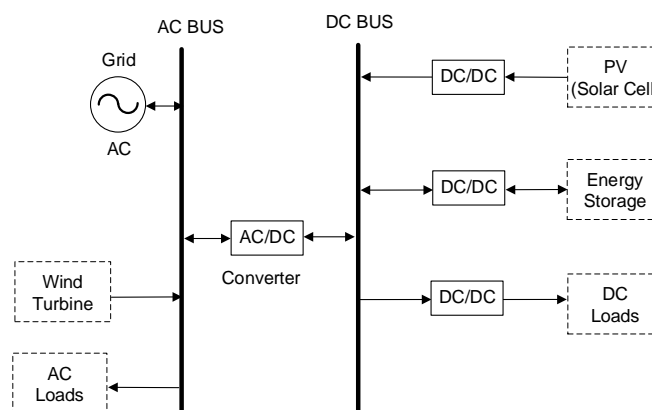 AC BUS
DC BUS
Grid
AC
DC/DC
PV
(Solar Cell
DC/DC
Energy
Storage
AC/DC
Converter
Wind
Turbine
DC/DC
DC
Loads
AC
Loads